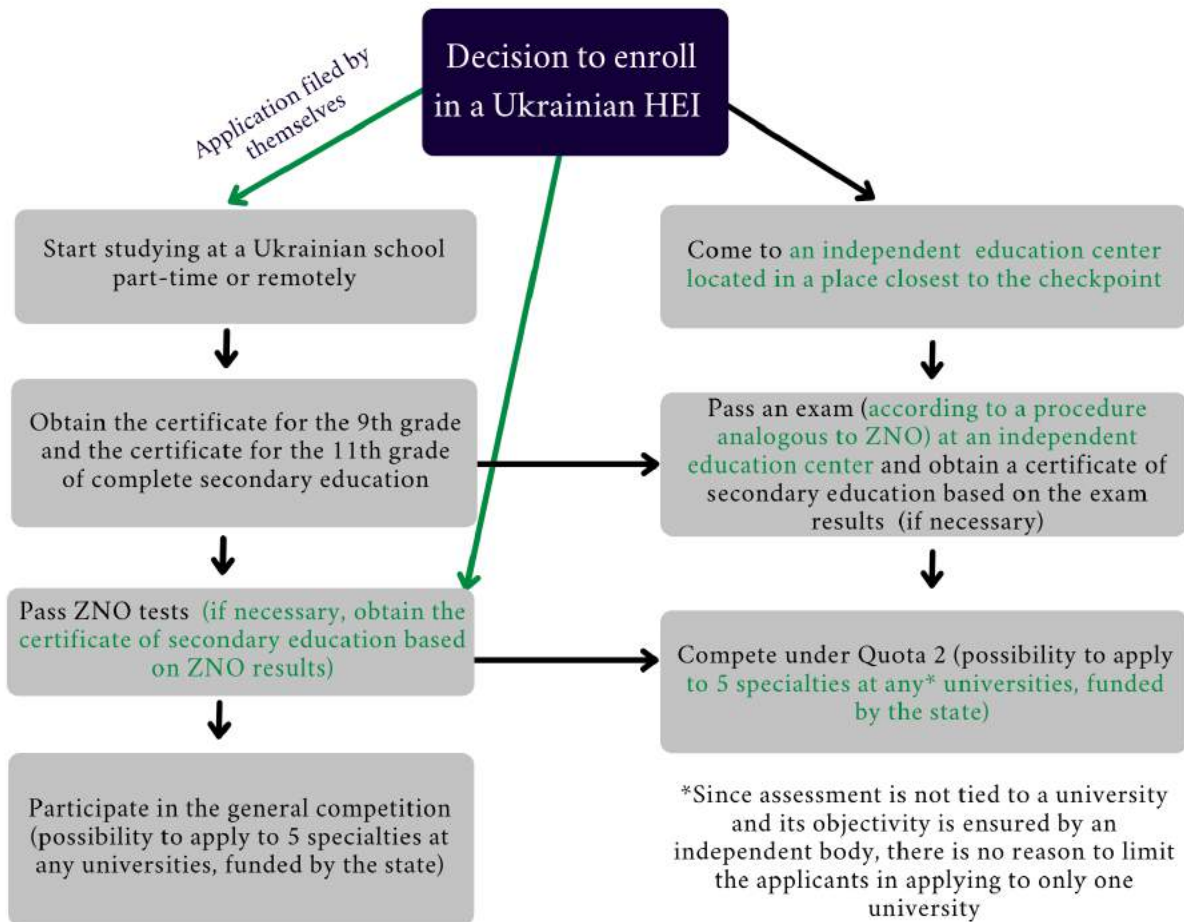 Decision to enroll
in a Ukrainian HEI
Application filed by
themselves
Start studying at a Ukrainian school
part-time or remotely
Come to an independent education center
located in a place closest to the checkpoint
Obtain the certificate for the 9th grade
and the certificate for the 11th grade
of complete secondary education
Pass an exam (according to a procedure
analogous to ZNO) at an independent
education center and obtain a certificate of
secondary education based on the exam
results (if necessary)
Pass ZNO tests (if necessary, obtain the
certificate of secondary education based
on ZNO results)
Compete under Quota 2 (possibility to apply
to 5 specialties at any* universities, funded
by the state)
Participate in the general competition
(possibility to apply to 5 specialties at
any universities, funded by the state)
*Since assessment is not tied to a university
and its objectivity is ensured by an
independent body, there is no reason to limit
the applicants in applying to only one
university